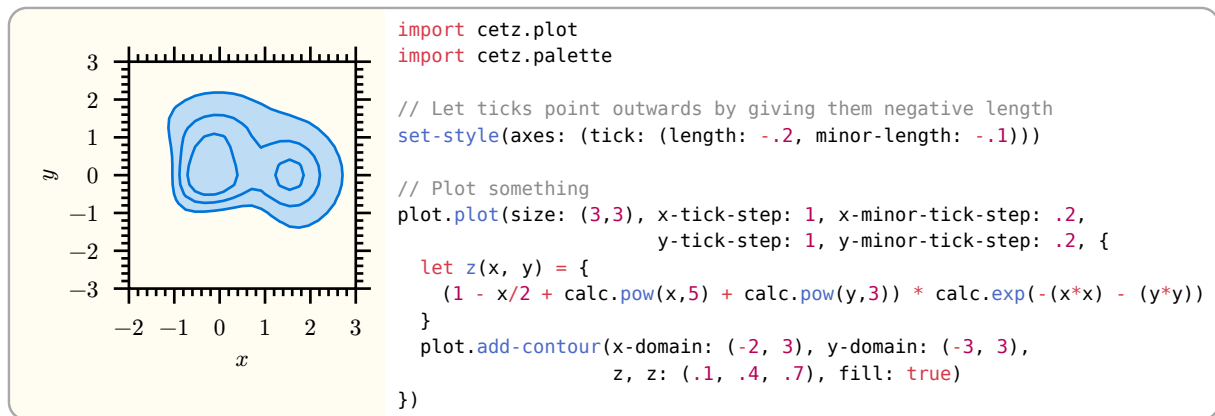 3
2
1
0
−1
−2
−3
y
−2 −1 0 1 2 3
x
import cetz.plot
import cetz.palette
// Let ticks point outwards by giving them negative length
set-style(axes: (tick: (length: -.2, minor-length: -.1)))
// Plot something
plot.plot(size: (3,3), x-tick-step: 1, x-minor-tick-step: .2,
y-tick-step: 1, y-minor-tick-step: .2, {
let z(x, y) = {
(1 - x/2 + calc.pow(x,5) + calc.pow(y,3)) * calc.exp(-(x*x) - (y*y))
}
plot.add-contour(x-domain: (-2, 3), y-domain: (-3, 3),
z, z: (.1, .4, .7), fill: true)
})